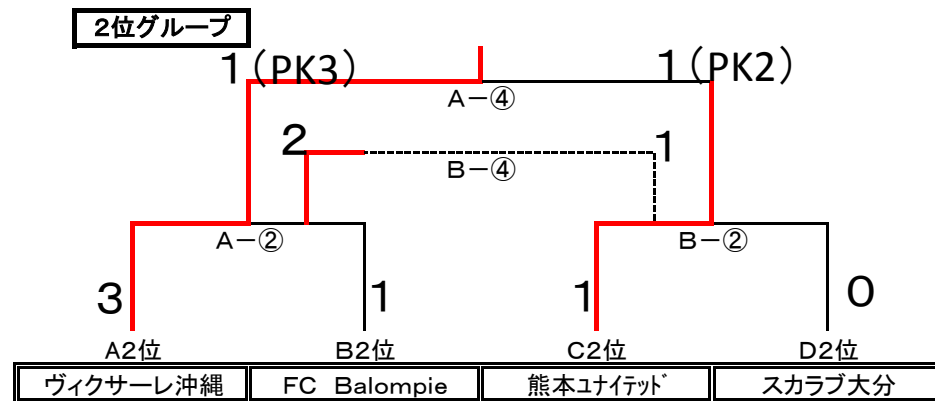 2位グループ
1(PK3) 1(PK2)
A－④
2 1
B－④
A－② B－②
3 1 1 0
A2位 B2位 C2位 D2位
ヴィクサーレ沖縄 FC Balompie 熊本ユナイテッド スカラブ大分